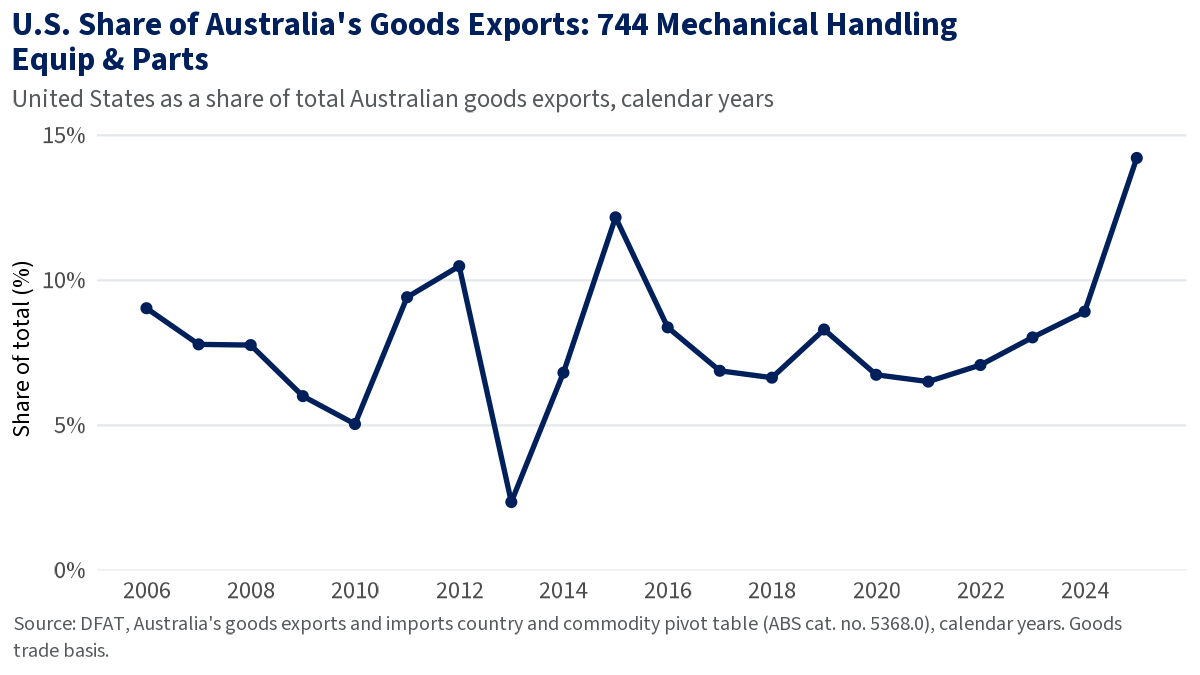 U.S. Share of Australia's Goods Exports: 744 Mechanical Handling
Equip & Parts
United States as a share of total Australian goods exports, calendar years
Share of total (%)
15%
10%
5%
0%
2006 2008 2010 2012 2014 2016 2018 2020 2022 2024
Source: DFAT, Australia's goods exports and imports country and commodity pivot table (ABS cat. no. 5368.0), calendar years. Goods
trade basis.